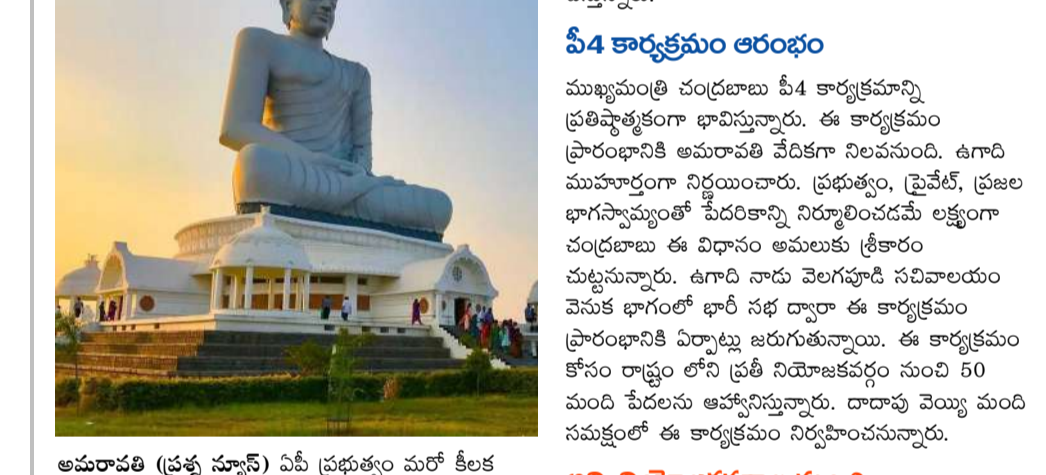 అమరావతి (ప్రశ్న న్యూస్) ఏపీ ప్రభుత్వం మరో కీలక
పీ4 కార్యక్రమం ఆరంభం
ముఖ్యమంత్రి చంద్రబాబు పీ4 కార్యక్రమాన్ని
ప్రతిష్ఠాత్మకంగా భావిస్తున్నారు. ఈ కార్యక్రమం
ప్రారంభానికి అమరావతి వేదికగా నిలవనుంది. ఉగాది
ముహూర్తంగా నిర్ణయించారు. ప్రభుత్వం, ప్రైవేట్, ప్రజల
భాగస్వామ్యంతో పేదరికాన్ని నిర్మూలించడమే లక్ష్యంగా
చంద్రబాబు ఈ విధానం అమలుకు శ్రీకారం
చుట్టనున్నారు. ఉగాది నాడు వెలగపూడి సచివాలయం
వెనుక భాగంలో భారీ సభ ద్వారా ఈ కార్యక్రమం
ప్రారంభానికి ఏర్పాట్లు జరుగుతున్నాయి. ఈ కార్యక్రమం
కోసం రాష్ట్రం లోని ప్రతీ నియోజకవర్గం నుంచి 50
మంది పేదలను ఆహ్వానిస్తున్నారు. దాదాపు వెయ్యి మంది
సమక్షంలో ఈ కార్యక్రమం నిర్వహించనున్నారు.